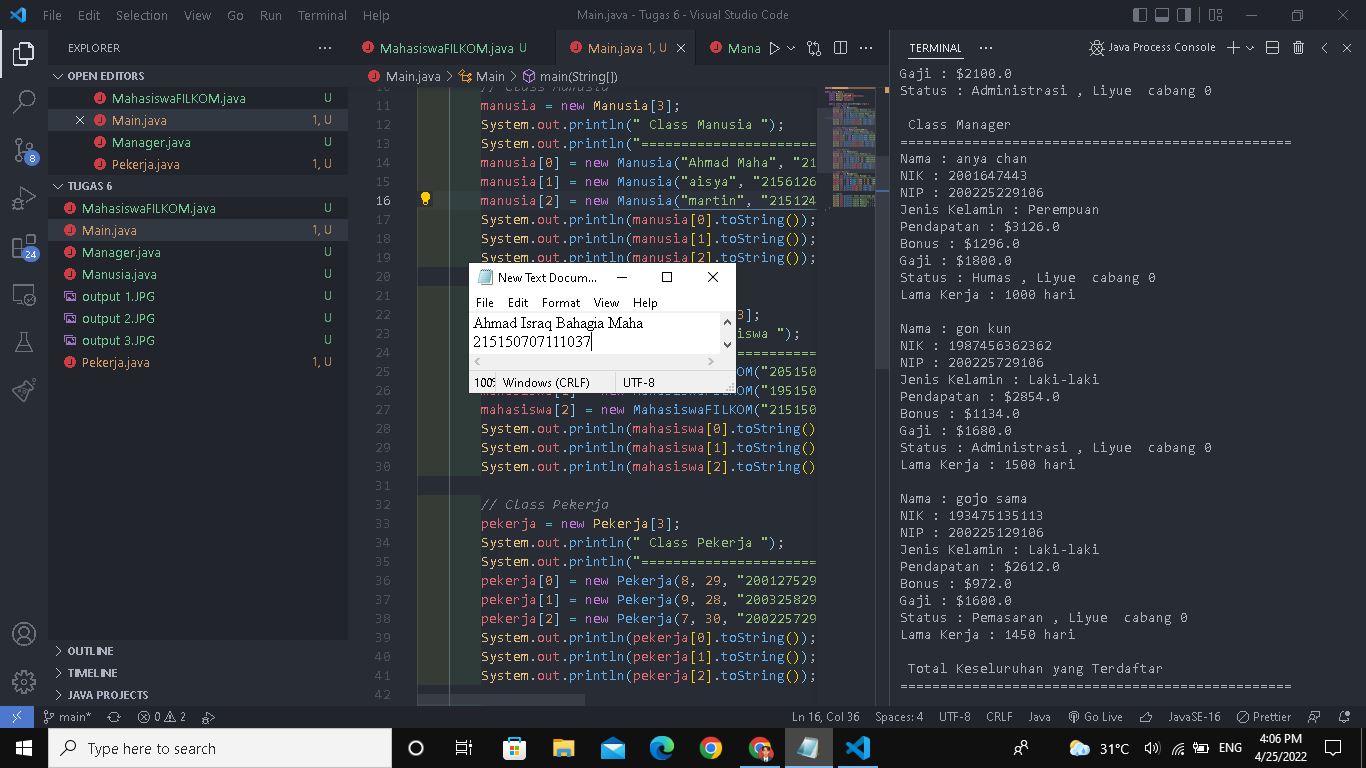 File Edit Selection View Go Run Terminal Help
Main.java - Tugas 6 - Visual Studio Code
EXPLORER
OPEN EDITORS
MahasiswaFILKOM.java U
Main.java 1, U
Manager.java U
Pekerja.java 1, U
TUGAS 6
MahasiswaFILKOM.java U
Main.java 1, U
Manager.java U
Manusia.java U
output 1.JPG U
output 2.JPG U
output 3.JPG U
Pekerja.java 1, U
OUTLINE
TIMELINE
JAVA PROJECTS
8
24
MahasiswaFILKOM.java U
Main.java 1, U
Mana
Main.java > Main > main(String[])
10 // Class Manusia
11 manusia = new Manusia[3];
12 System.out.println(" Class Manusia ");
13 System.out.println("======================
14 manusia[0] = new Manusia("Ahmad Maha", "21
15 manusia[1] = new Manusia("aisya", "2156126
16 manusia[2] = new Manusia("martin", "215124
17 System.out.println(manusia[0].toString());
18 System.out.println(manusia[1].toString());
19 System.out.println(manusia[2].toString());
20
21
22 3];
23 iswa ");
24 ==========
25 OM("205150
26 mahasiswa[1] = new MahasiswaFILKOM("195150
27 mahasiswa[2] = new MahasiswaFILKOM("215150
28 System.out.println(mahasiswa[0].toString()
29 System.out.println(mahasiswa[1].toString()
30 System.out.println(mahasiswa[2].toString()
31
32 // Class Pekerja
33 pekerja = new Pekerja[3];
34 System.out.println(" Class Pekerja ");
35 System.out.println("======================
36 pekerja[0] = new Pekerja(8, 29, "200127529
37 pekerja[1] = new Pekerja(9, 28, "200325829
38 pekerja[2] = new Pekerja(7, 30, "200225729
39 System.out.println(pekerja[0].toString());
40 System.out.println(pekerja[1].toString());
41 System.out.println(pekerja[2].toString());
42
New Text Docum...
File Edit Format View Help
Ahmad Israq Bahagia Maha
215150707111037
100% Windows (CRLF) UTF-8
TERMINAL
Java Process Console
Gaji : $2100.0
Status : Administrasi , Liyue cabang 0
Class Manager
=================================================
Nama : anya chan
NIK : 2001647443
NIP : 200225229106
Jenis Kelamin : Perempuan
Pendapatan : $3126.0
Bonus : $1296.0
Gaji : $1800.0
Status : Humas , Liyue cabang 0
Lama Kerja : 1000 hari
Nama : gon kun
NIK : 1987456362362
NIP : 200225729106
Jenis Kelamin : Laki-laki
Pendapatan : $2854.0
Bonus : $1134.0
Gaji : $1680.0
Status : Administrasi , Liyue cabang 0
Lama Kerja : 1500 hari
Nama : gojo sama
NIK : 193475135113
NIP : 200225129106
Jenis Kelamin : Laki-laki
Pendapatan : $2612.0
Bonus : $972.0
Gaji : $1600.0
Status : Pemasaran , Liyue cabang 0
Lama Kerja : 1450 hari
Total Keseluruhan yang Terdaftar
=================================================
main* 0 2
Ln 16, Col 36 Spaces: 4 UTF-8 CRLF Java Go Live JavaSE-16 Prettier
Type here to search
31°C
ENG
4:06 PM
4/25/2022